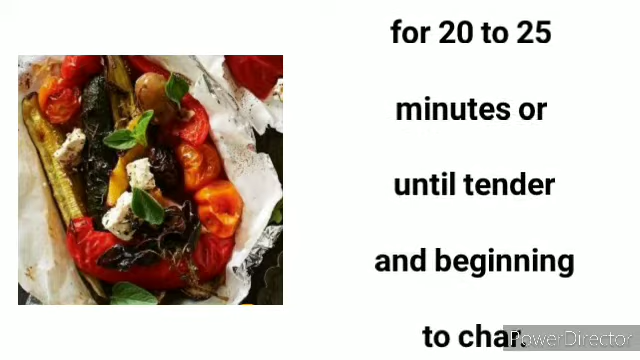 for 20 to 25
minutes or
until tender
and beginning
to char.
PowerDirector